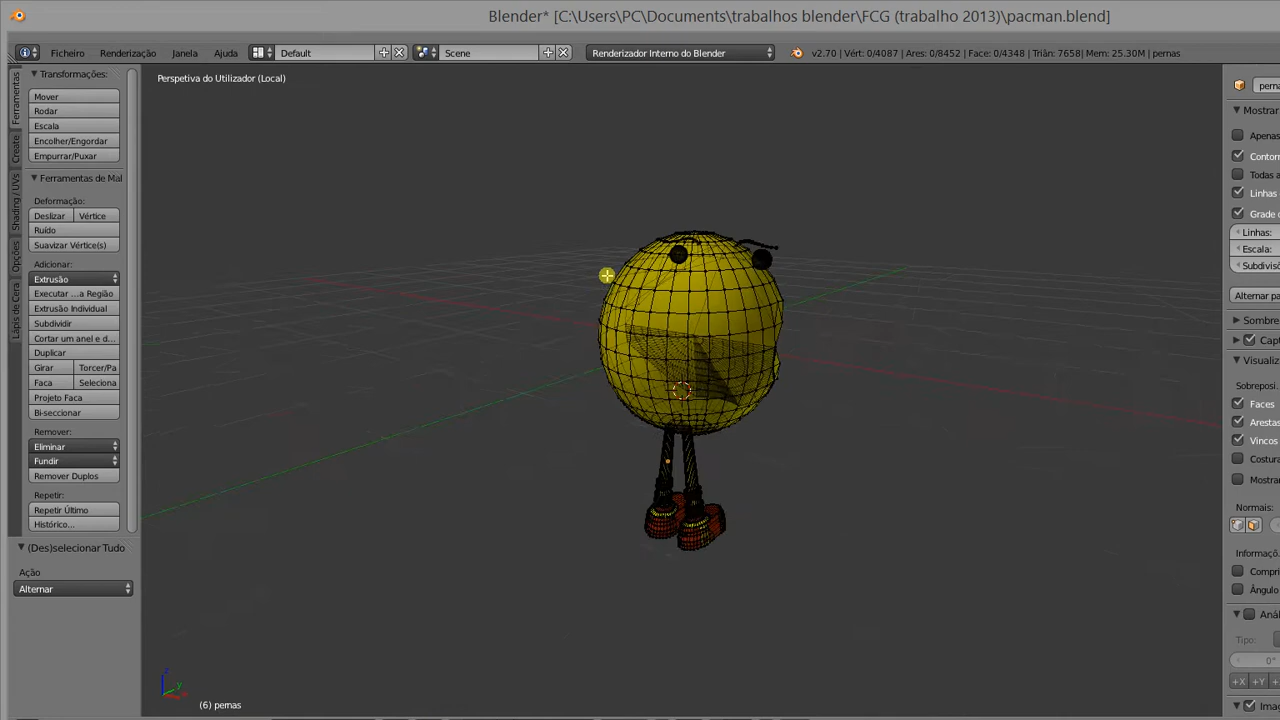 Blender* [C:\Users\PC\Documents\trabalhos blender\FCG (trabalho 2013)\pacman.blend]
Ficheiro Renderização Janela Ajuda Default Scene Renderizador Interno do Blender v2.70 | Vért: 0/4087 | Ares: 0/8452 | Face: 0/4348 | Triân: 7658| Mem: 25.30M | pernas
Perspetiva do Utilizador (Local)
Ferramentas
Create
Shading / UVs
Opções
Lápis de Cera
Transformações:
Mover
Rodar
Escala
Encolher/Engordar
Empurrar/Puxar
Ferramentas de Mal
Deformação:
Deslizar Vértice
Ruído
Suavizar Vértice(s)
Adicionar:
Extrusão
Executar ...a Região
Extrusão Individual
Subdividir
Cortar um anel e d...
Duplicar
Girar Torcer/Pa
Faca Seleciona
Projeto Faca
Bi-seccionar
Remover:
Eliminar
Fundir
Remover Duplos
Repetir:
Repetir Último
Histórico...
(Des)selecionar Tudo
Ação
Alternar
(6) pernas
x
y
z
pernas
Mostrar
Apenas
Contorn
Todas a
Linhas
Grade d
Linhas:
Escala:
Subdivisõ
Alternar pa
Sombre
Capt
Visualiz
Sobreposi.
Faces
Arestas
Vincos
Costura
Mostrar
Normais:
Informaçõ.
Compri
Ângulo
Anál
Tipo:
0°
+X +Y +
Imag